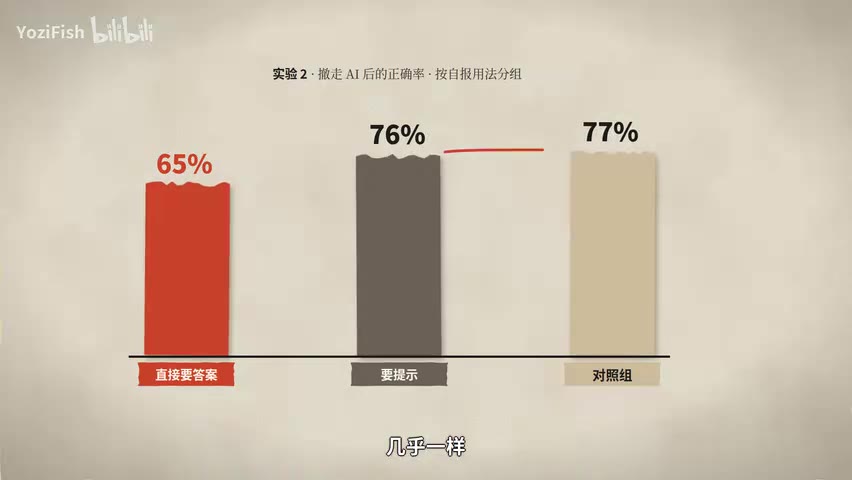 YoziFish bilibili
实验 2 · 撤走 AI 后的正确率 · 按自报用法分组
65%
76%
77%
直接要答案
要提示
对照组
几乎一样